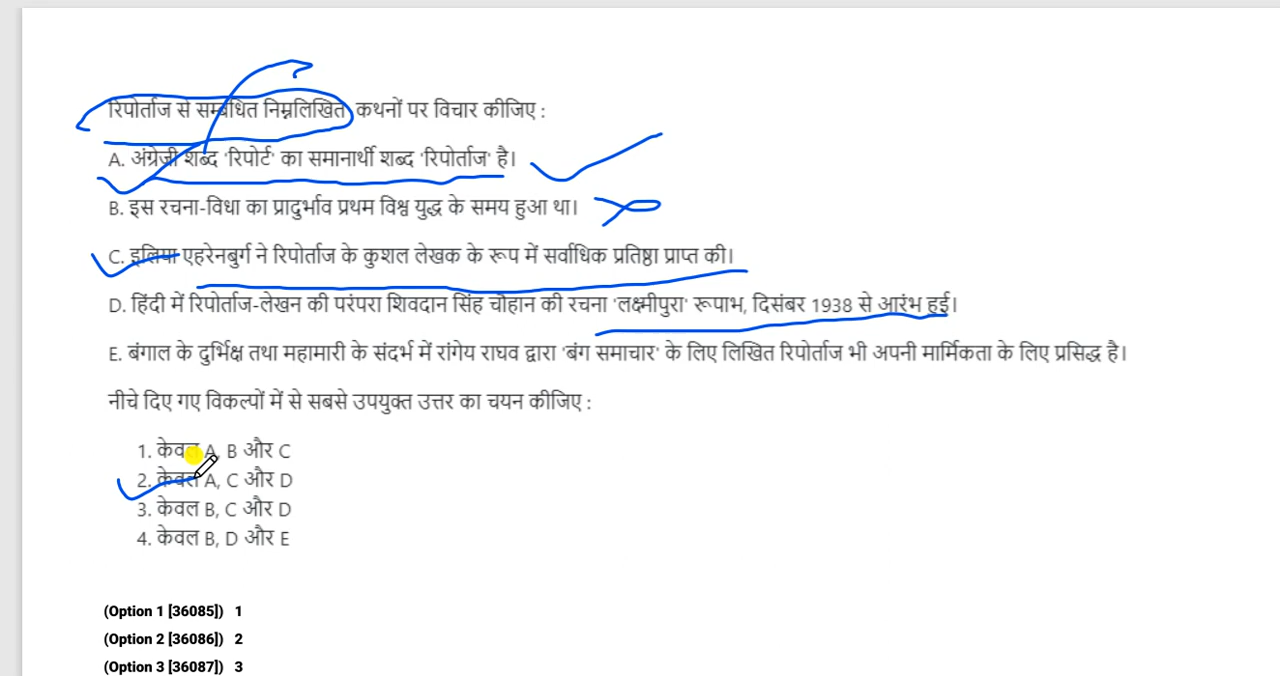 रिपोर्ताज से सम्बंधित निम्नलिखित कथनों पर विचार कीजिए :
A. अंग्रेज़ी शब्द 'रिपोर्ट' का समानार्थी शब्द 'रिपोर्ताज' है।
B. इस रचना-विधा का प्रादुर्भाव प्रथम विश्व युद्ध के समय हुआ था।
C. इलिया एहरेनबुर्ग ने रिपोर्ताज के कुशल लेखक के रूप में सर्वाधिक प्रतिष्ठा प्राप्त की।
D. हिंदी में रिपोर्ताज-लेखन की परंपरा शिवदान सिंह चौहान की रचना 'लक्ष्मीपुरा' रूपाभ, दिसंबर 1938 से आरंभ हुई।
E. बंगाल के दुर्भिक्ष तथा महामारी के संदर्भ में रांगेय राघव द्वारा 'बंग समाचार' के लिए लिखित रिपोर्ताज भी अपनी मार्मिकता के लिए प्रसिद्ध है।
नीचे दिए गए विकल्पों में से सबसे उपयुक्त उत्तर का चयन कीजिए :
1. केवल A, B और C
2. केवल A, C और D
3. केवल B, C और D
4. केवल B, D और E
(Option 1 [36085]) 1
(Option 2 [36086]) 2
(Option 3 [36087]) 3